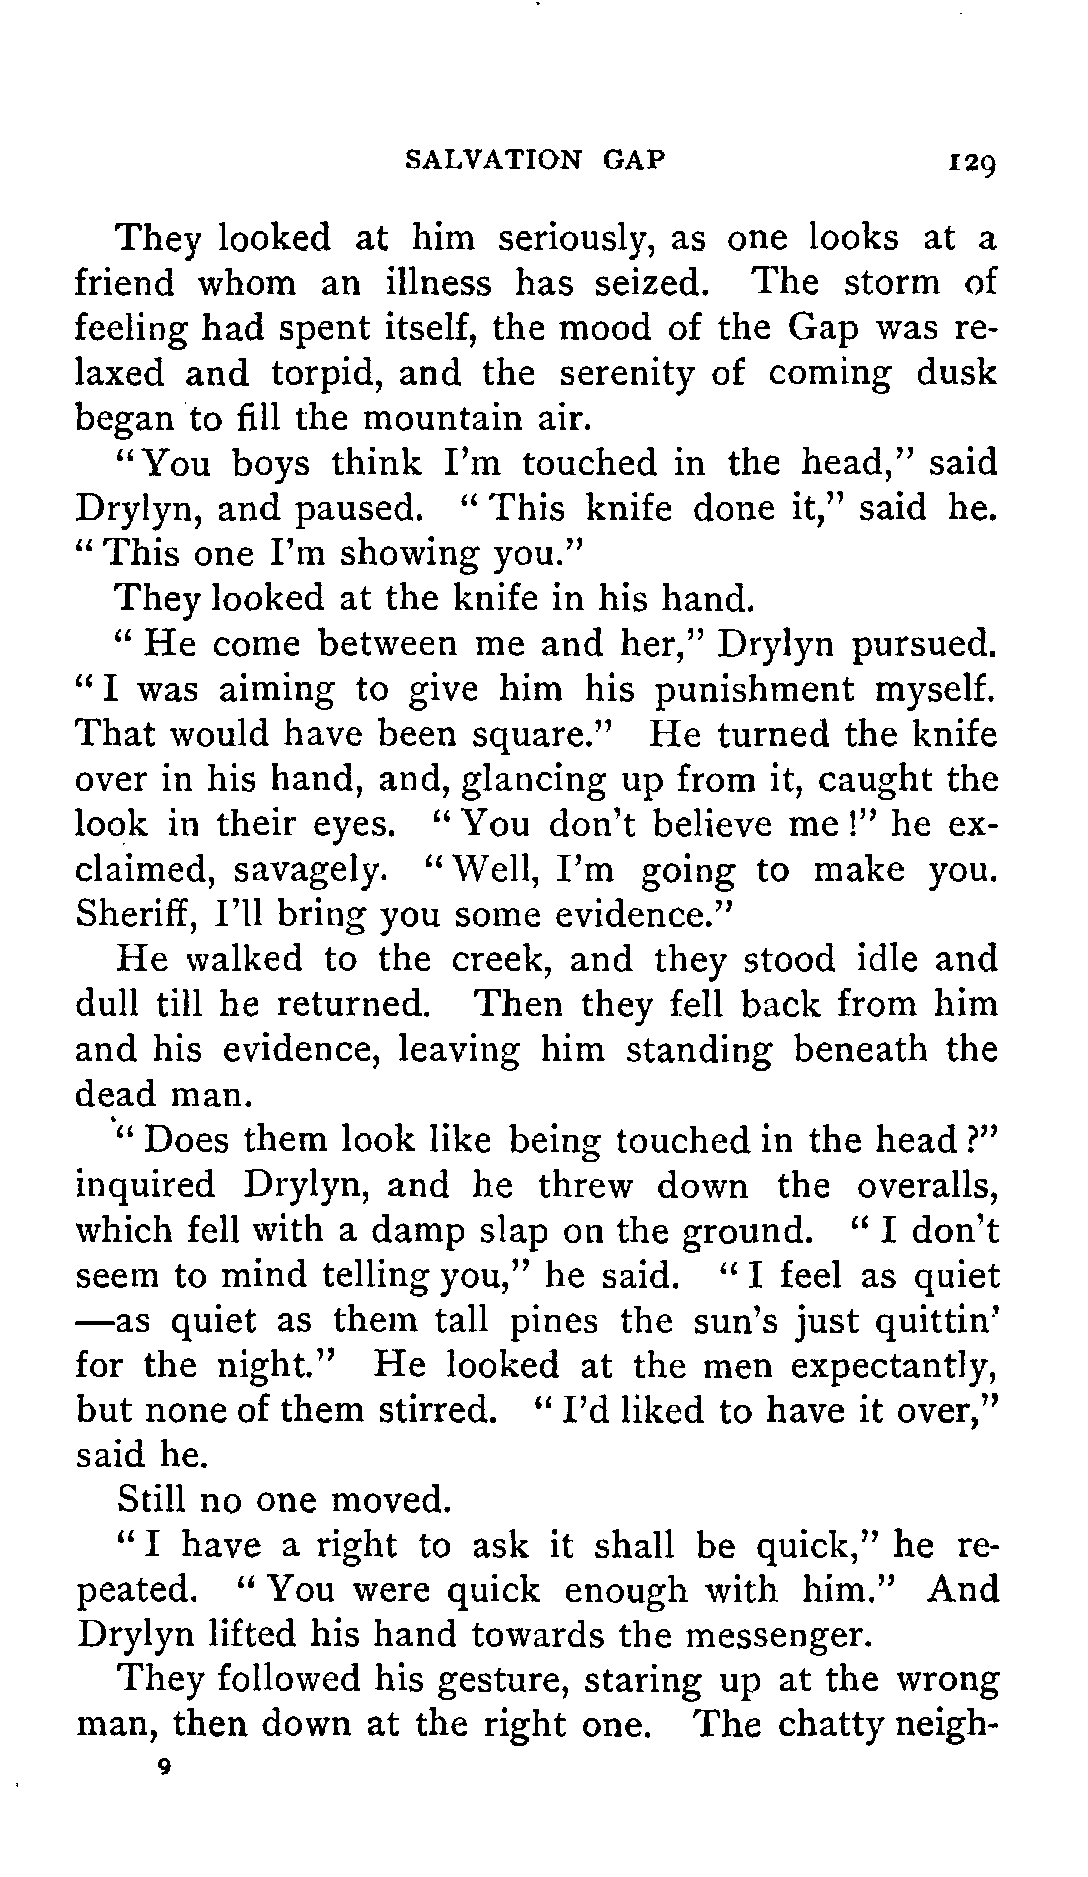 SALVATION GAP 129
They looked at him seriously, as one looks at a
friend whom an illness has seized. The storm of
feeling had spent itself, the mood of the Gap was re-
laxed and torpid, and the serenity of coming dusk
began to fill the mountain air.
"You boys think I'm touched in the head," said
Drylyn, and paused. "This knife done it," said he.
"This one I'm showing you."
They looked at the knife in his hand.
"He come between me and her," Drylyn pursued.
"I was aiming to give him his punishment myself.
That would have been square." He turned the knife
over in his hand, and, glancing up from it, caught the
look in their eyes. "You don't believe me!" he ex-
claimed, savagely. "Well, I'm going to make you.
Sheriff, I'll bring you some evidence."
He walked to the creek, and they stood idle and
dull till he returned. Then they fell back from him
and his evidence, leaving him standing beneath the
dead man.
"Does them look like being touched in the head?"
inquired Drylyn, and he threw down the overalls,
which fell with a damp slap on the ground. "I don't
seem to mind telling you," he said. "I feel as quiet
—as quiet as them tall pines the sun's just quittin'
for the night." He looked at the men expectantly,
but none of them stirred. "I'd liked to have it over,"
said he.
Still no one moved.
"I have a right to ask it shall be quick," he re-
peated. "You were quick enough with him." And
Drylyn lifted his hand towards the messenger.
They followed his gesture, staring up at the wrong
man, then down at the right one. The chatty neigh-
9